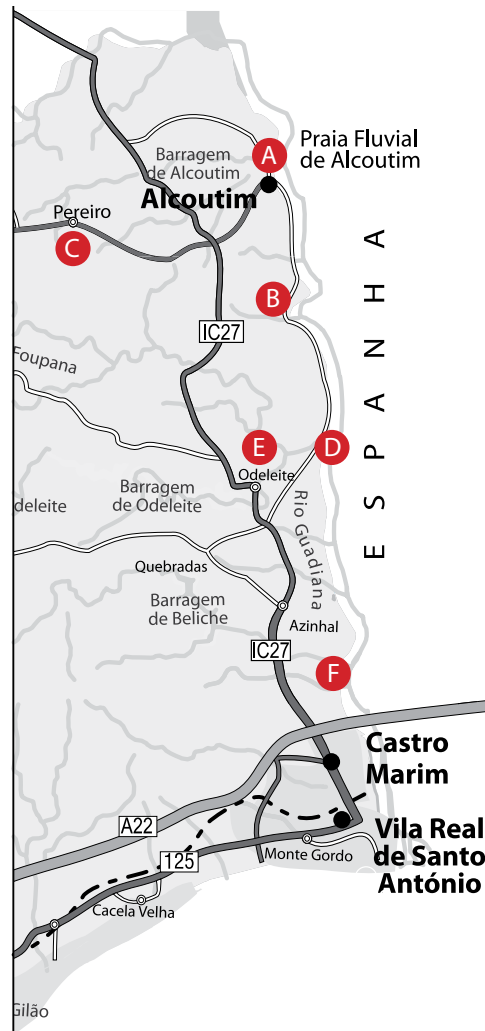 A
Praia Fluvial
de Alcoutim
Barragem
de Alcoutim
Alcoutim
Pereiro
C
B
IC27
ESPANHA
Foupana
E
D
Odeleite
Barragem
de Odeleite
deleite
Rio Guadiana
Quebradas
Barragem
de Beliche
Azinhal
IC27
F
Castro
Marim
A22
Vila Real
de Santo
António
125
Monte Gordo
Cacela Velha
Gilão